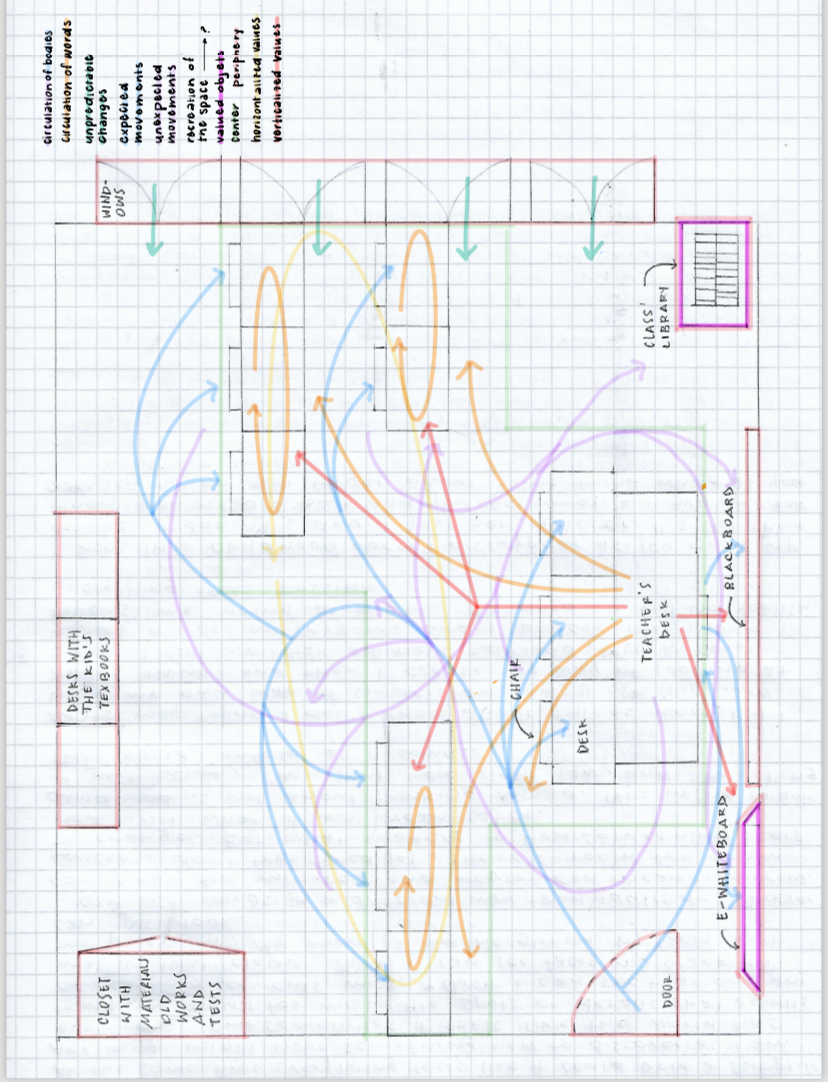 circulation of bodies
circulation of words
unpredictable
changes
expected
movements
unexpected
movements
recreation of
the space → ?
valued objets
center periphery
horizontalized values
verticalized values
WIND-
OWS
CLASS'
LIBRARY
DESKS WITH
THE KID'S
TEXBOOKS
TEACHER'S
DESK
BLACKBOARD
CHAIR
DESK
E-WHITEBOARD
DOOR
CLOSET
WITH
MATERIALS
OLD
WORKS
AND
TESTS